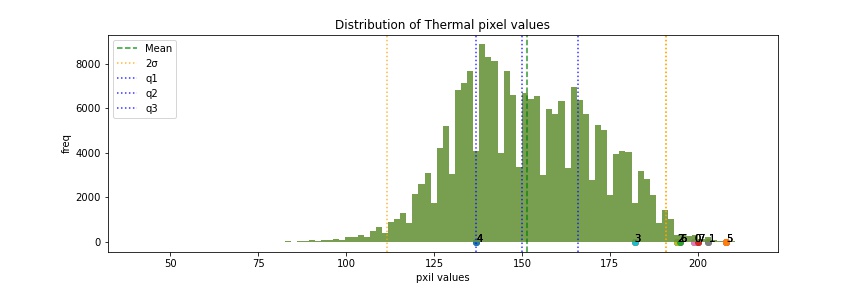 Distribution of Thermal pixel values
Mean
2σ
q1
q2
q3
freq
8000
6000
4000
2000
0
4
3
1
5
50
75
100
125
150
175
200
pxil values